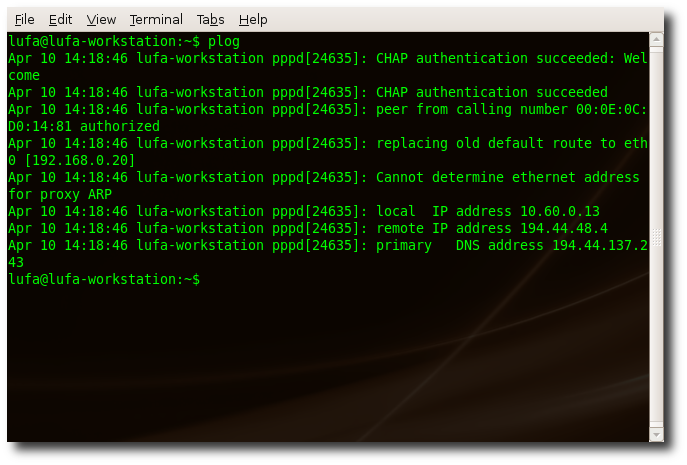 File Edit View Terminal Tabs Help
lufa@lufa-workstation:~$ plog
Apr 10 14:18:46 lufa-workstation pppd[24635]: CHAP authentication succeeded: Wel
come
Apr 10 14:18:46 lufa-workstation pppd[24635]: CHAP authentication succeeded
Apr 10 14:18:46 lufa-workstation pppd[24635]: peer from calling number 00:0E:0C:
D0:14:81 authorized
Apr 10 14:18:46 lufa-workstation pppd[24635]: replacing old default route to eth
0 [192.168.0.20]
Apr 10 14:18:46 lufa-workstation pppd[24635]: Cannot determine ethernet address
for proxy ARP
Apr 10 14:18:46 lufa-workstation pppd[24635]: local  IP address 10.60.0.13
Apr 10 14:18:46 lufa-workstation pppd[24635]: remote IP address 194.44.48.4
Apr 10 14:18:46 lufa-workstation pppd[24635]: primary   DNS address 194.44.137.2
43
lufa@lufa-workstation:~$